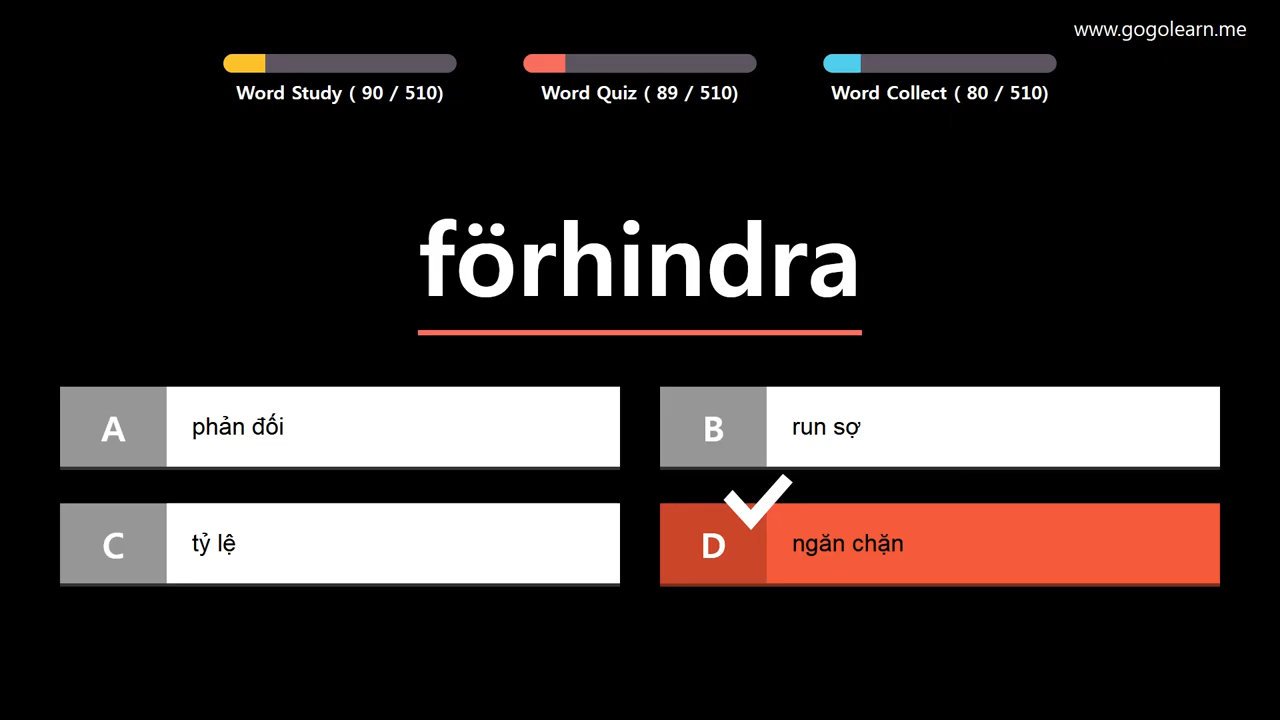 www.gogolearn.me
Word Study ( 90 / 510)
Word Quiz ( 89 / 510)
Word Collect ( 80 / 510)
förhindra
A
phản đối
B
run sợ
C
tỷ lệ
D
ngăn chặn